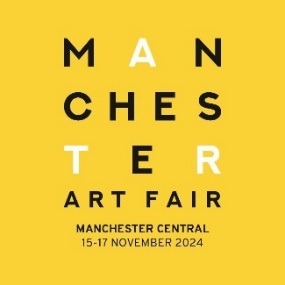 MAN
CHES
TER
ART FAIR
MANCHESTER CENTRAL
15-17 NOVEMBER 2024